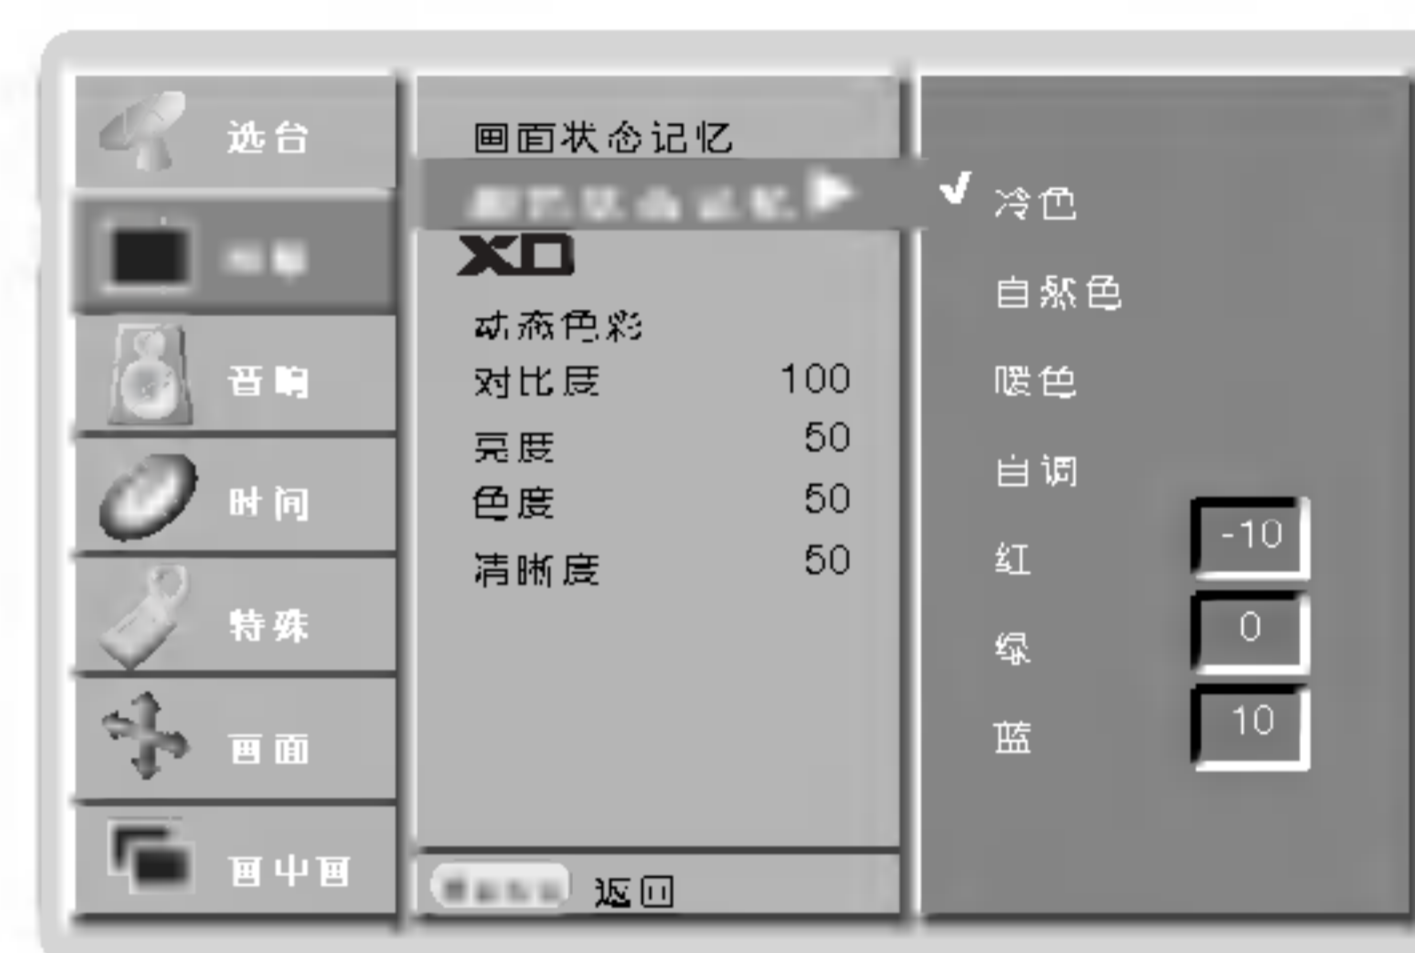 选台
音响
时间
特殊
画面
画中画
画面状态记忆
XD
动态色彩
对比度 100
亮度 50
色度 50
清晰度 50
返回
冷色
自然色
暖色
自调
红 -10
绿 0
蓝 10